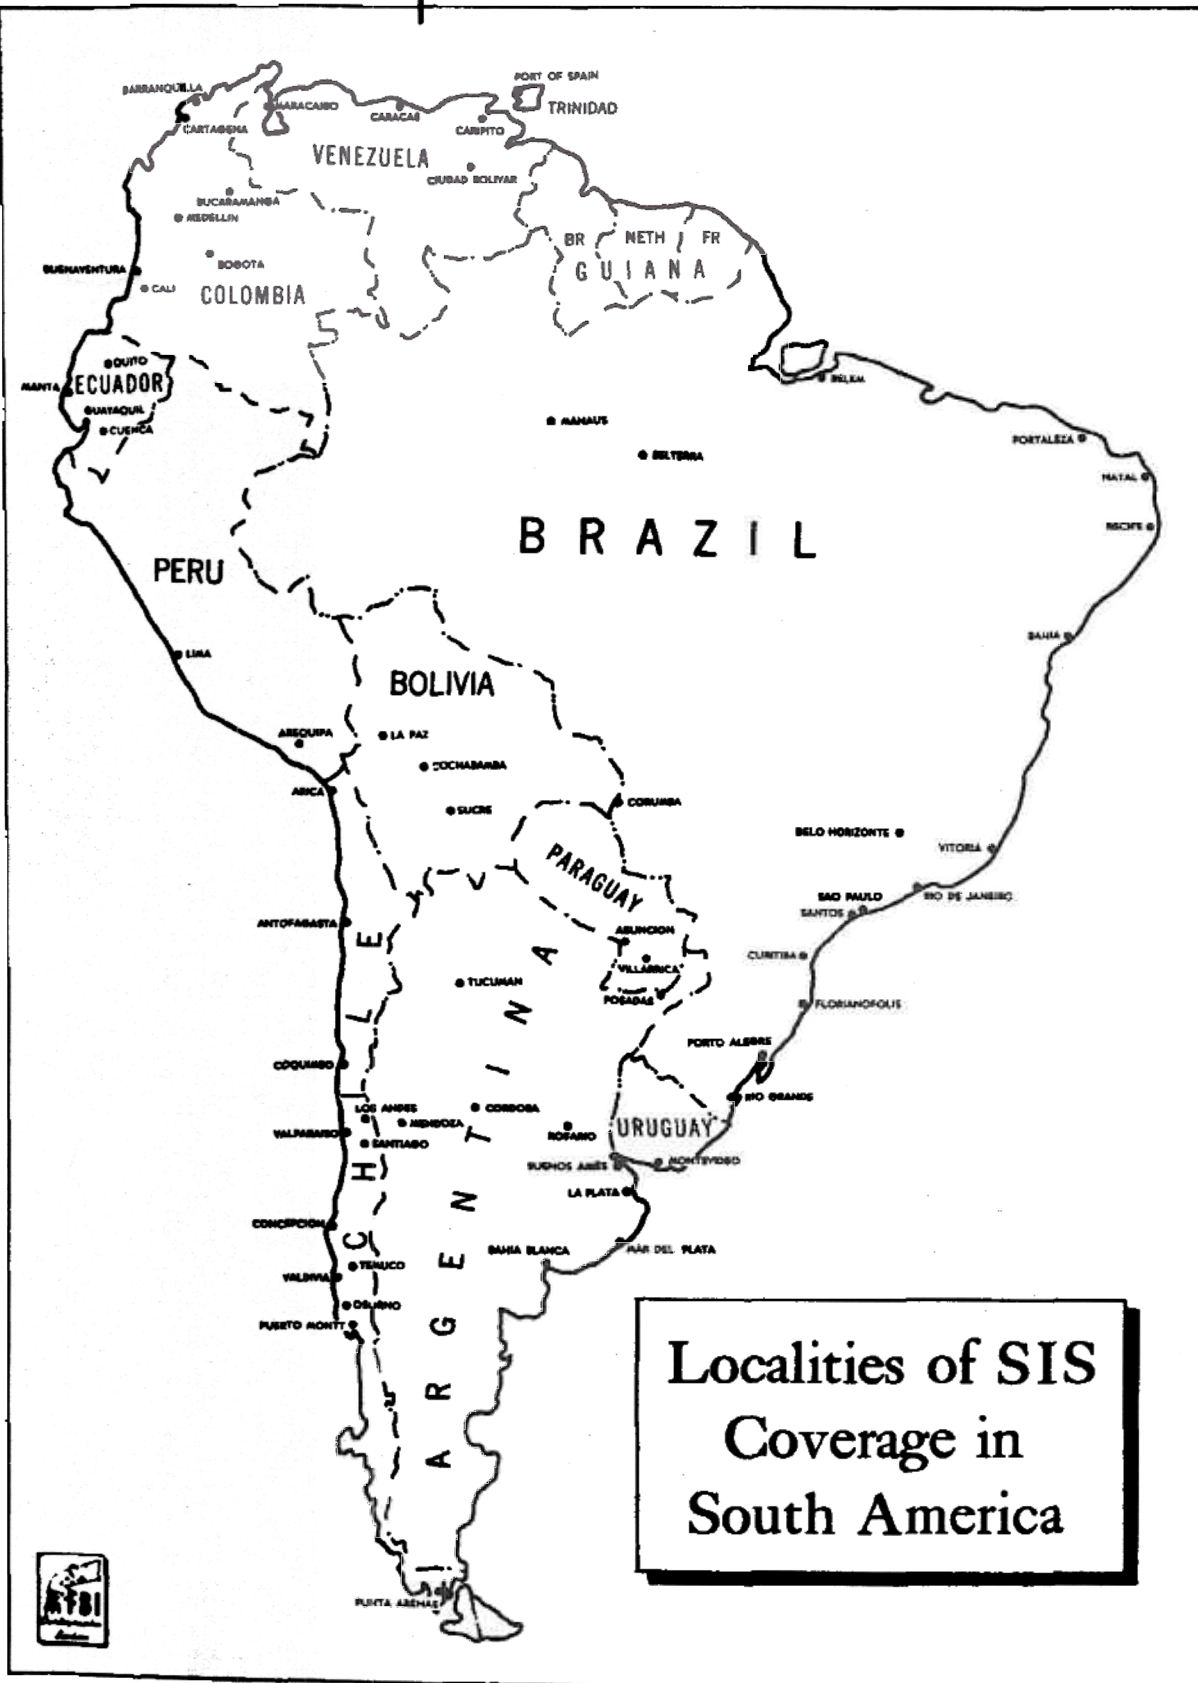 PORT OF SPAIN
BARRANQUILLA
MARACAIBO
TRINIDAD
CARACAS
CARTAGENA
CARIPITO
VENEZUELA
CIUDAD BOLIVAR
BUCARAMANGA
MEDELLIN
BR NETH FR
GUIANA
BOGOTA
BUENAVENTURA
CALI
COLOMBIA
QUITO
MANTA
ECUADOR
BELEM
GUAYAQUIL
CUENCA
MANAUS
FORTALEZA
BELTERRA
NATAL
RECIFE
BRAZIL
PERU
BAHIA
LIMA
BOLIVIA
AREQUIPA
LA PAZ
COCHABAMBA
ARICA
SUCRE
CORUMBA
BELO HORIZONTE
VITORIA
PARAGUAY
SAO PAULO
RIO DE JANEIRO
SANTOS
ANTOFAGASTA
ASUNCION
CURITIBA
VILLARRICA
TUCUMAN
POSADAS
FLORIANOPOLIS
PORTO ALEGRE
COQUIMBO
RIO GRANDE
LOS ANDES
CORDOBA
MENDOZA
URUGUAY
VALPARAISO
ROSARIO
SANTIAGO
MONTEVIDEO
BUENOS AIRES
LA PLATA
CHILE
ARGENTINA
CONCEPCION
BAHIA BLANCA
MAR DEL PLATA
TEMUCO
VALDIVIA
OSORNO
PUERTO MONTT
Localities of SIS
Coverage in
South America
FBI
PUNTA ARENAS